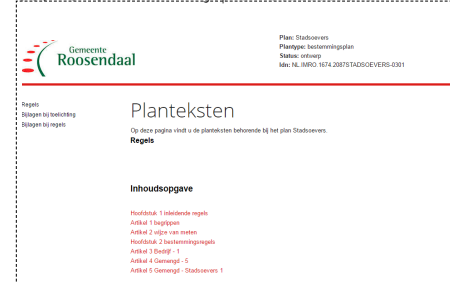 Gemeente
Roosendaal
Plan: Stadsoevers
Plantype: bestemmingsplan
Status: ontwerp
Idn: NL.IMRO.1674.2087STADSOEVERS-0301
Regels
Bijlagen bij toelichting
Bijlagen bij regels
Planteksten
Op deze pagina vindt u de planteksten behorende bij het plan Stadsoevers.
Regels
Inhoudsopgave
Hoofdstuk 1 Inleidende regels
Artikel 1 begrippen
Artikel 2 wijze van meten
Hoofdstuk 2 bestemmingsregels
Artikel 3 Bedrijf - 1
Artikel 4 Gemengd - 5
Artikel 5 Gemengd - Stadsoevers 1